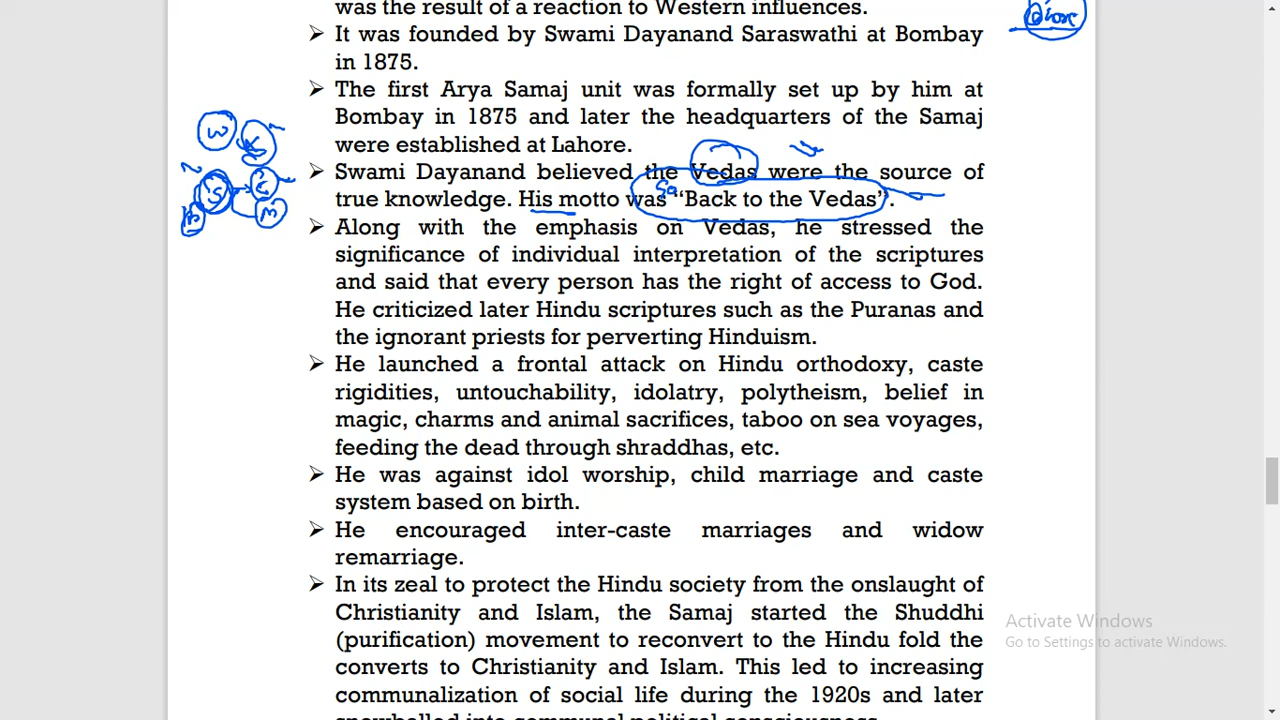 was the result of a reaction to Western influences.
Lahore
➤ It was founded by Swami Dayanand Saraswathi at Bombay
in 1875.
➤ The first Arya Samaj unit was formally set up by him at
Bombay in 1875 and later the headquarters of the Samaj
were established at Lahore.
W
K
S
M
➤ Swami Dayanand believed the Vedas were the source of
true knowledge. His motto was “Back to the Vedas”.
➤ Along with the emphasis on Vedas, he stressed the
significance of individual interpretation of the scriptures
and said that every person has the right of access to God.
He criticized later Hindu scriptures such as the Puranas and
the ignorant priests for perverting Hinduism.
➤ He launched a frontal attack on Hindu orthodoxy, caste
rigidities, untouchability, idolatry, polytheism, belief in
magic, charms and animal sacrifices, taboo on sea voyages,
feeding the dead through shraddhas, etc.
➤ He was against idol worship, child marriage and caste
system based on birth.
➤ He encouraged inter-caste marriages and widow
remarriage.
➤ In its zeal to protect the Hindu society from the onslaught of
Christianity and Islam, the Samaj started the Shuddhi
(purification) movement to reconvert to the Hindu fold the
converts to Christianity and Islam. This led to increasing
communalization of social life during the 1920s and later
snowballed into communal political consciousness.
Activate Windows
Go to Settings to activate Windows.